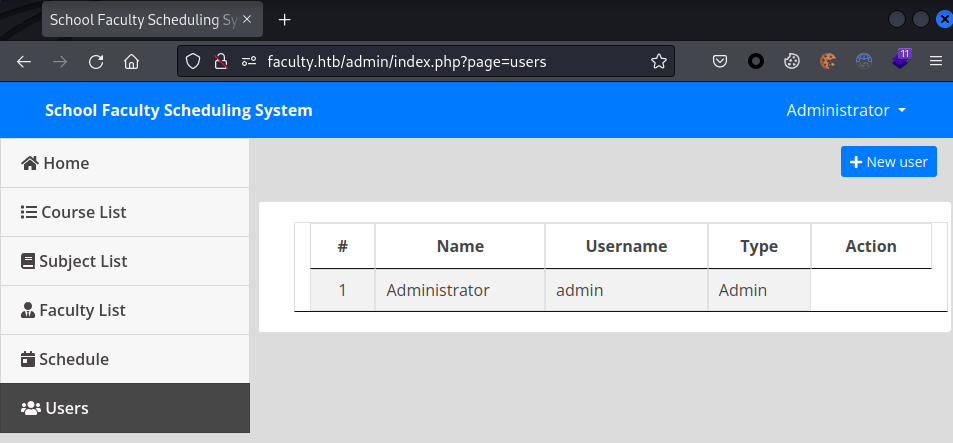 School Faculty Scheduling Sy
faculty.htb/admin/index.php?page=users
11
School Faculty Scheduling System
Administrator
Home
Course List
Subject List
Faculty List
Schedule
Users
New user
# Name Username Type Action
1 Administrator admin Admin